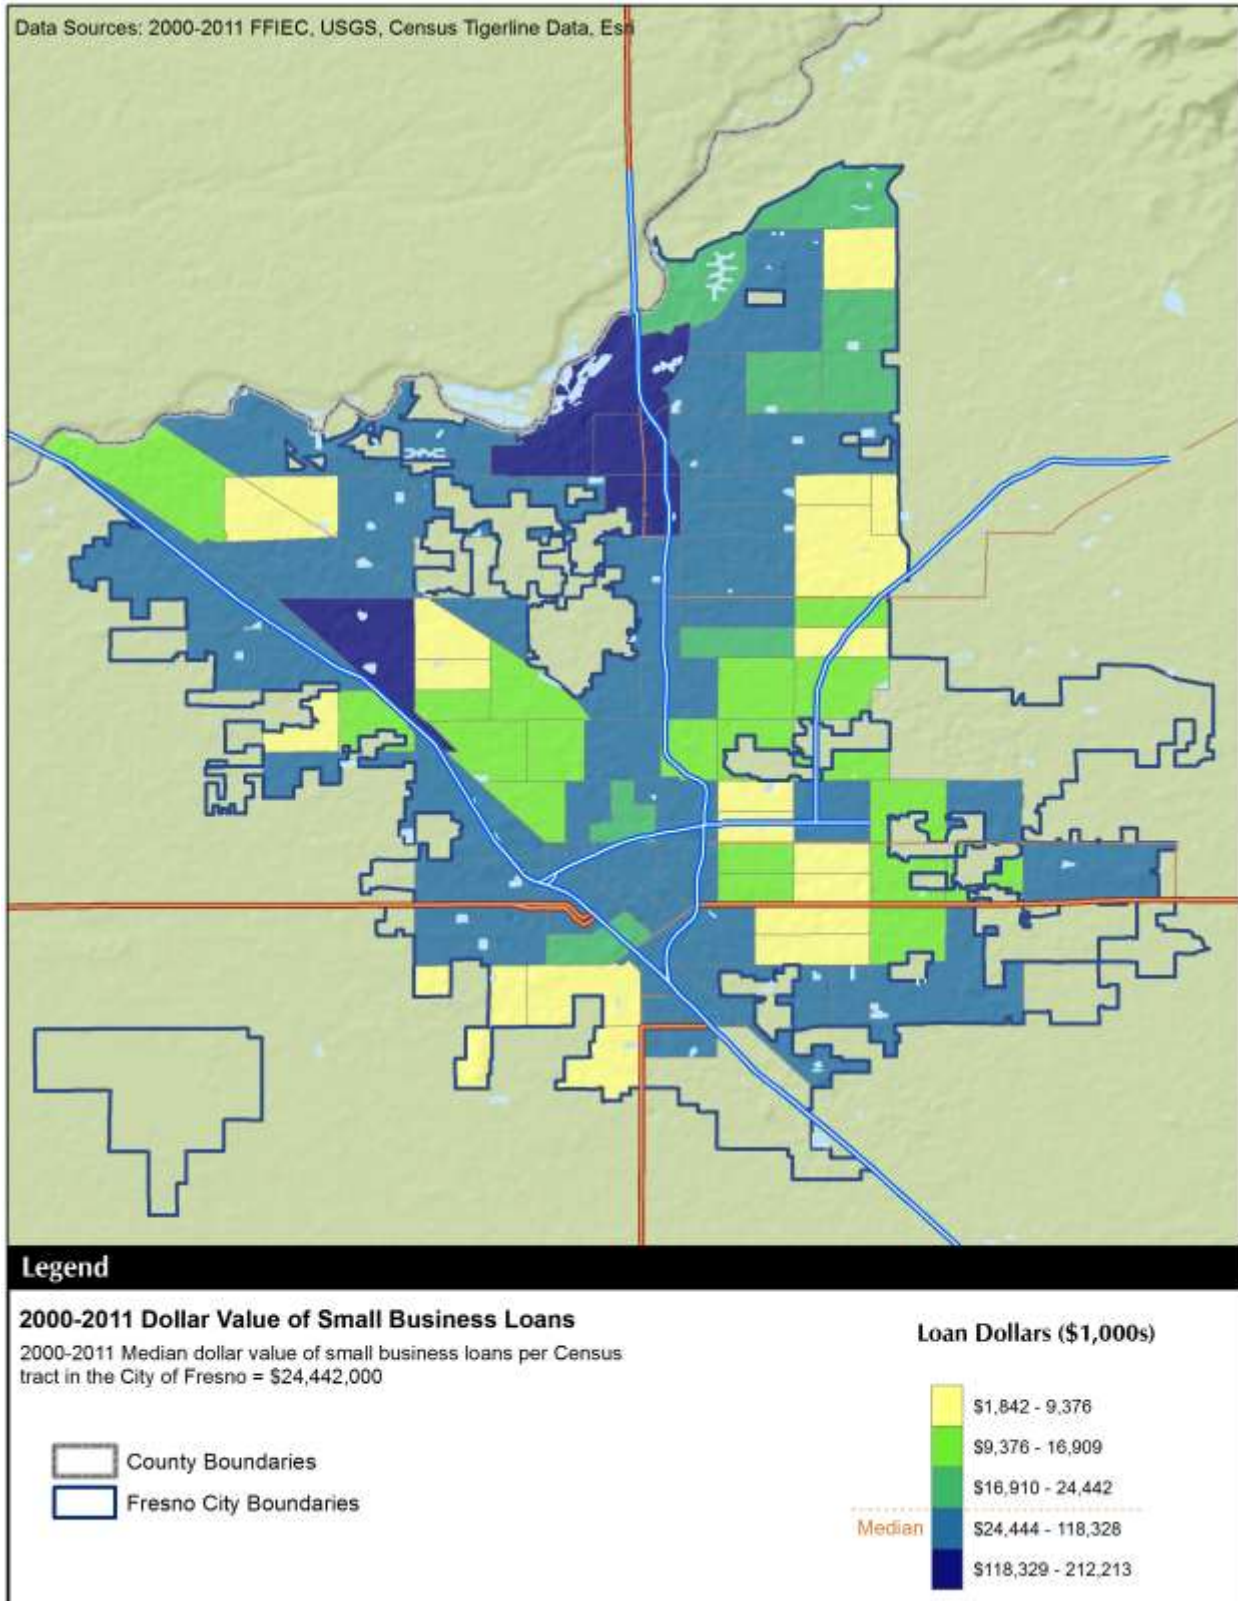 Data Sources: 2000-2011 FFIEC, USGS, Census Tigerline Data, Esri
Legend
2000-2011 Dollar Value of Small Business Loans
2000-2011 Median dollar value of small business loans per Census
tract in the City of Fresno = $24,442,000
County Boundaries
Fresno City Boundaries
Loan Dollars ($1,000s)
$1,842 - 9,376
$9,376 - 16,909
$16,910 - 24,442
Median
$24,444 - 118,328
$118,329 - 212,213